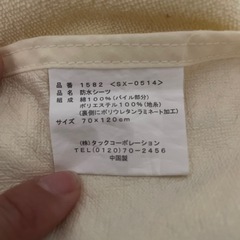 品番 1582 <SX-0514>
品名 防水シーツ
組成 綿100%(パイル部分)
ポリエステル100%(地糸)
(裏側にポリウレタンラミネート加工)
サイズ 70×120cm
(株)タックコーポレーション
TEL(0120)70-2456
中国製